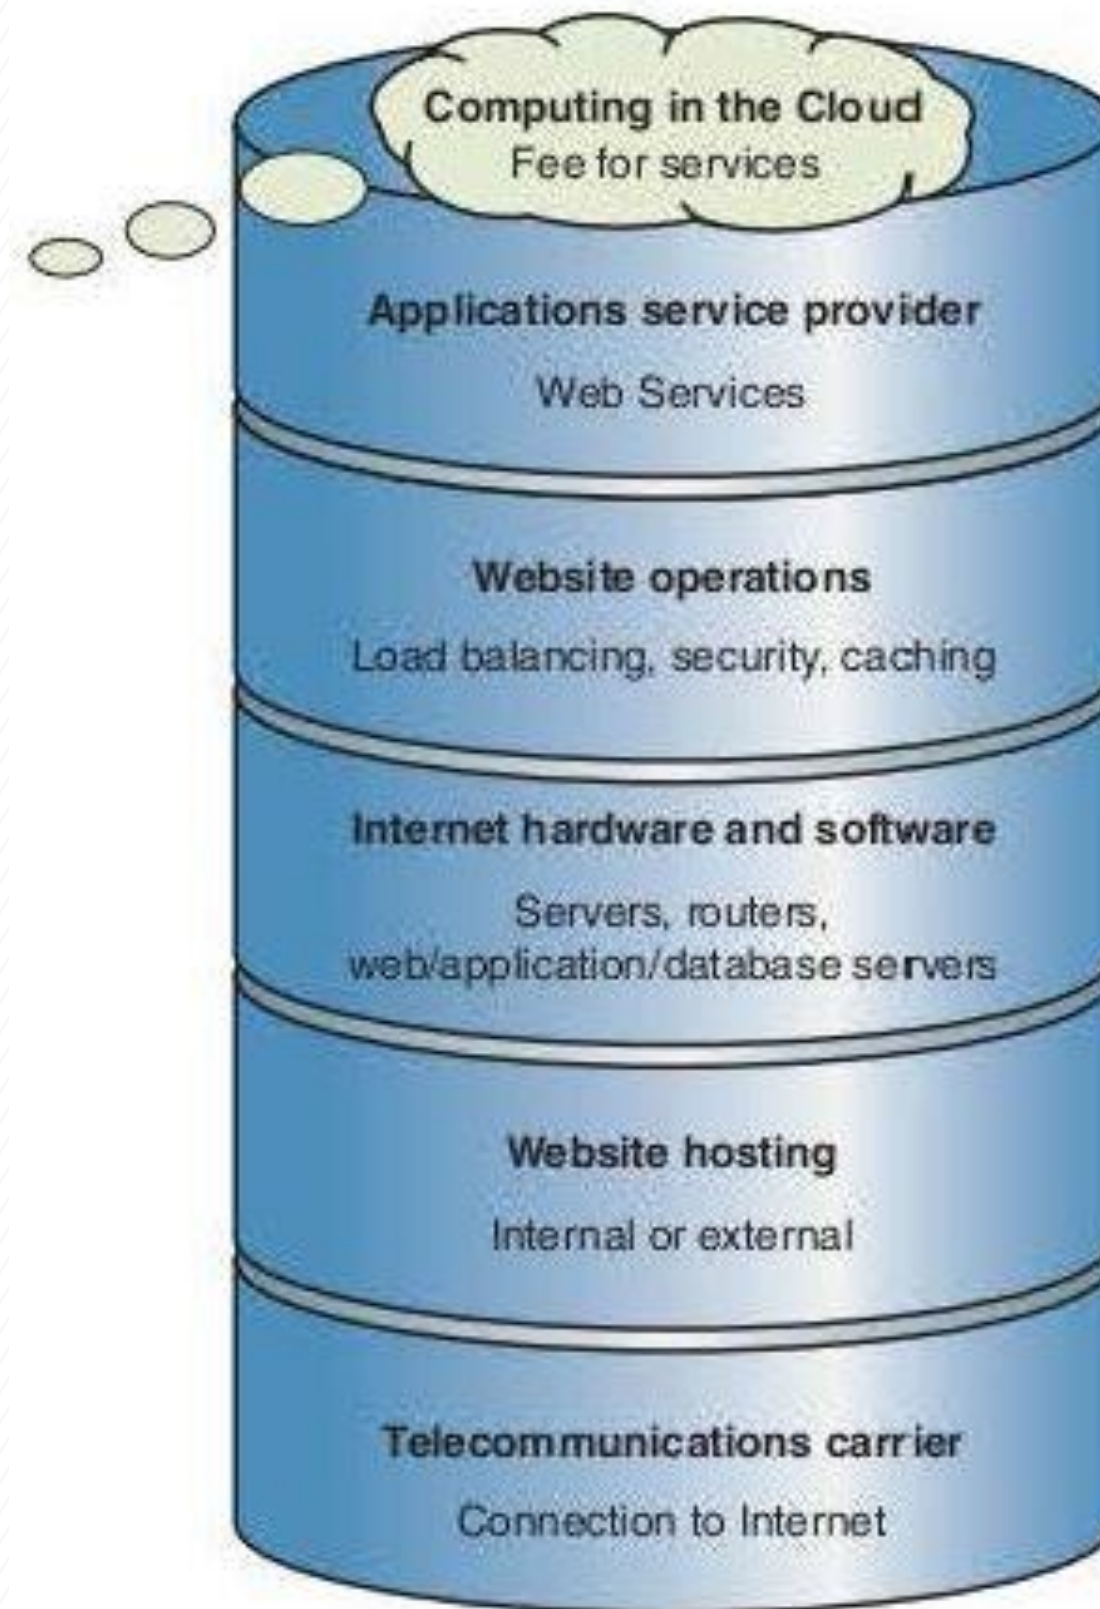 Computing in the Cloud
Fee for services
Applications service provider
Web Services
Website operations
Load balancing, security, caching
Internet hardware and software
Servers, routers,
web/application/database servers
Website hosting
Internal or external
Telecommunications carrier
Connection to Internet